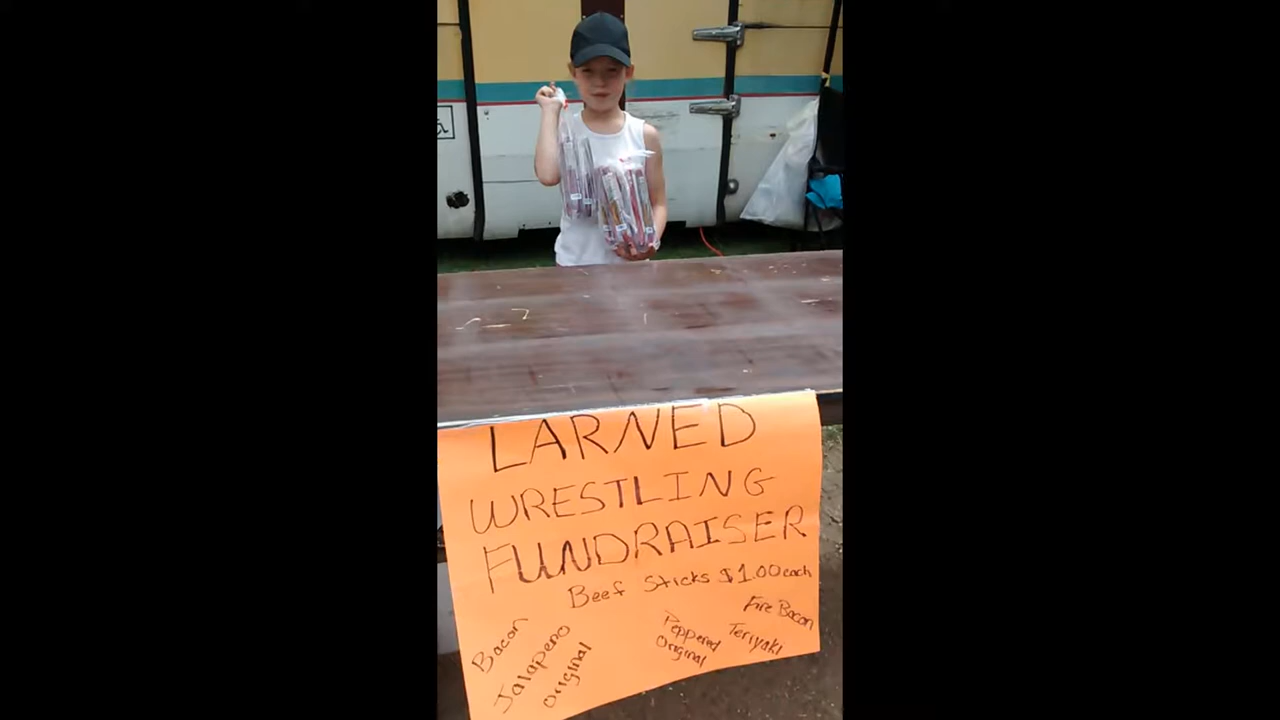 LARNED
WRESTLING
FUNDRAISER
Beef Sticks $1.00 each
Bacon
Jalapeno
Original
Peppered
Original
Teriyaki
Fire Bacon